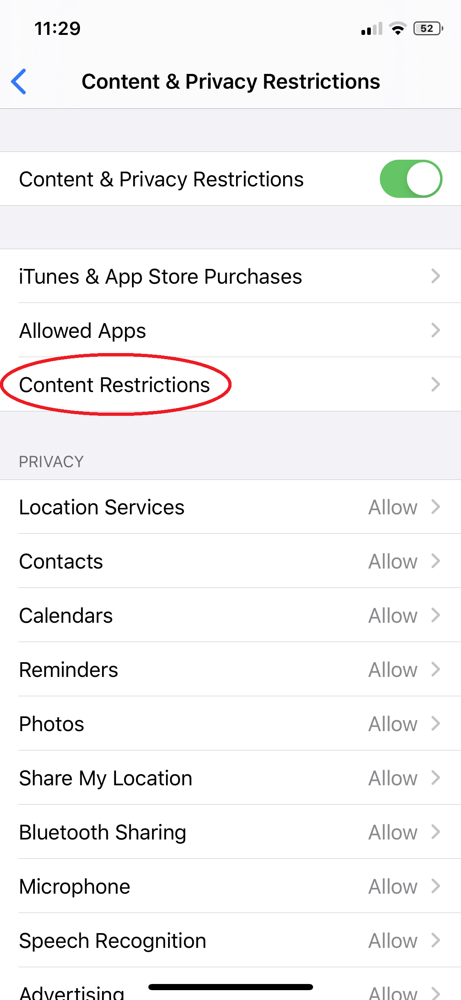 11:29
52
Content & Privacy Restrictions
Content & Privacy Restrictions
iTunes & App Store Purchases
Allowed Apps
Content Restrictions
PRIVACY
Location Services Allow
Contacts Allow
Calendars Allow
Reminders Allow
Photos Allow
Share My Location Allow
Bluetooth Sharing Allow
Microphone Allow
Speech Recognition Allow
Advertising Allow